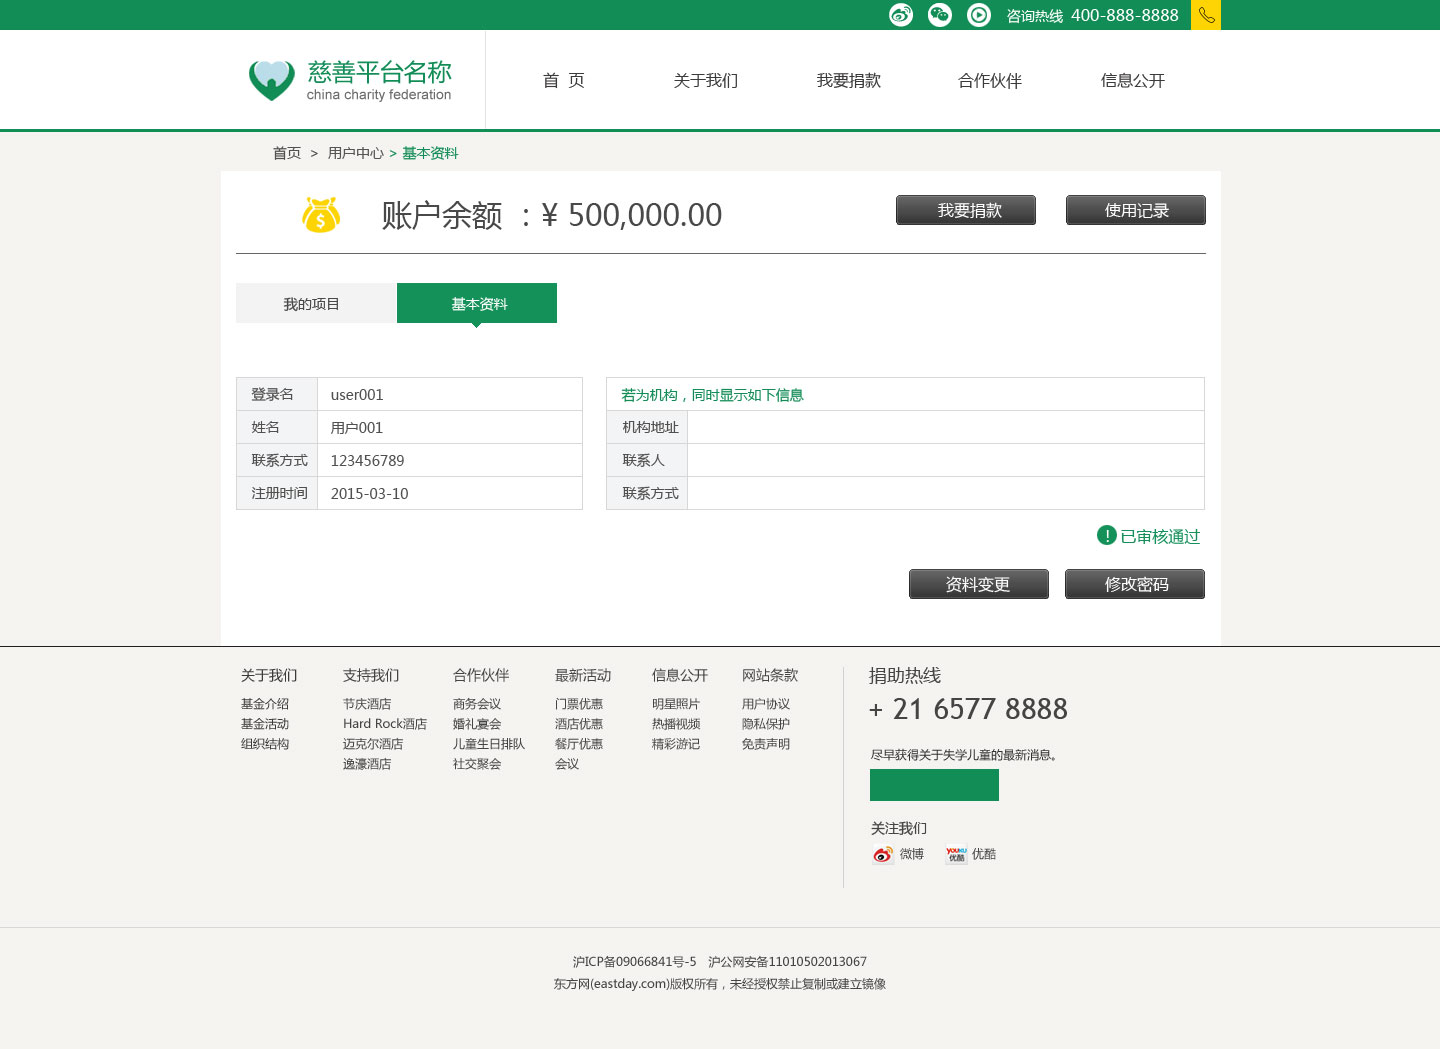 咨询热线 400-888-8888
慈善平台名称
china charity federation
首 页 关于我们 我要捐款 合作伙伴 信息公开
首页 > 用户中心 > 基本资料
账户余额 ：¥ 500,000.00
我要捐款 使用记录
我的项目 基本资料
登录名 user001
姓名 用户001
联系方式 123456789
注册时间 2015-03-10
若为机构，同时显示如下信息
机构地址
联系人
联系方式
! 已审核通过
资料变更 修改密码
关于我们
基金介绍
基金活动
组织结构
支持我们
节庆酒店
Hard Rock酒店
迈克尔酒店
逸濠酒店
合作伙伴
商务会议
婚礼宴会
儿童生日排队
社交聚会
最新活动
门票优惠
酒店优惠
餐厅优惠
会议
信息公开
明星照片
热播视频
精彩游记
网站条款
用户协议
隐私保护
免责声明
捐助热线
+ 21 6577 8888
尽早获得关于失学儿童的最新消息。
关注我们
微博 YOUKU 优酷 优酷
沪ICP备09066841号-5 沪公网安备11010502013067
东方网(eastday.com)版权所有，未经授权禁止复制或建立镜像